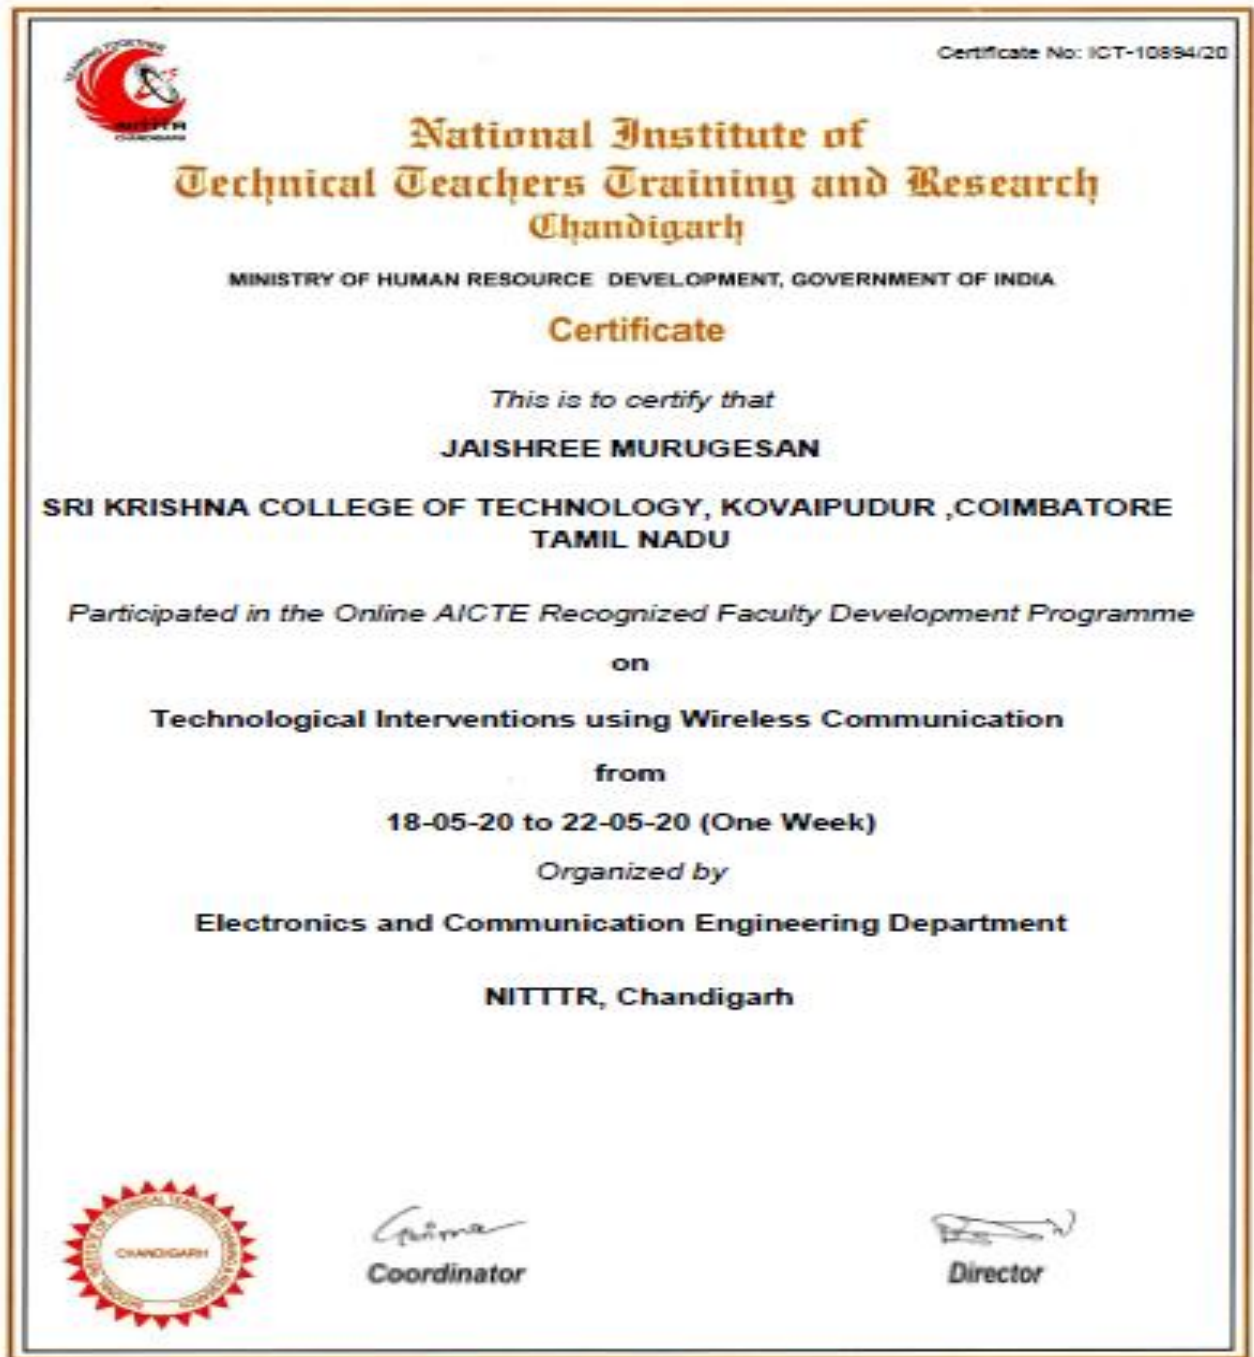 Certificate No: ICT-10894/20
NITTTR
CHANDIGARH
National Institute of
Technical Teachers Training and Research
Chandigarh
MINISTRY OF HUMAN RESOURCE DEVELOPMENT, GOVERNMENT OF INDIA
Certificate
This is to certify that
JAISHREE MURUGESAN
SRI KRISHNA COLLEGE OF TECHNOLOGY, KOVAIPUDUR ,COIMBATORE
TAMIL NADU
Participated in the Online AICTE Recognized Faculty Development Programme
on
Technological Interventions using Wireless Communication
from
18-05-20 to 22-05-20 (One Week)
Organized by
Electronics and Communication Engineering Department
NITTTR, Chandigarh
CHANDIGARH
Coordinator
Director